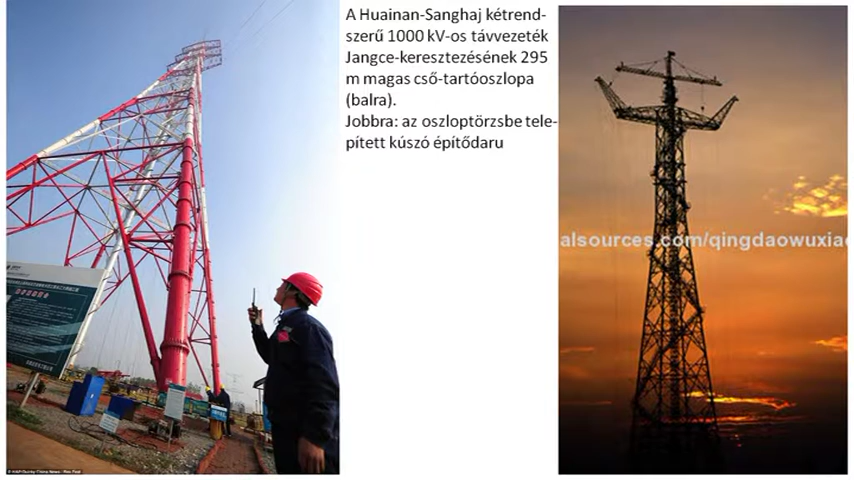 A Huainan-Sanghaj kétrend-
szerű 1000 kV-os távvezeték
Jangce-keresztezésének 295
m magas cső-tartóoszlopa
(balra).
Jobbra: az oszloptörzsbe tele-
pített kúszó építődaru
alsources.com/qingdaowuxia